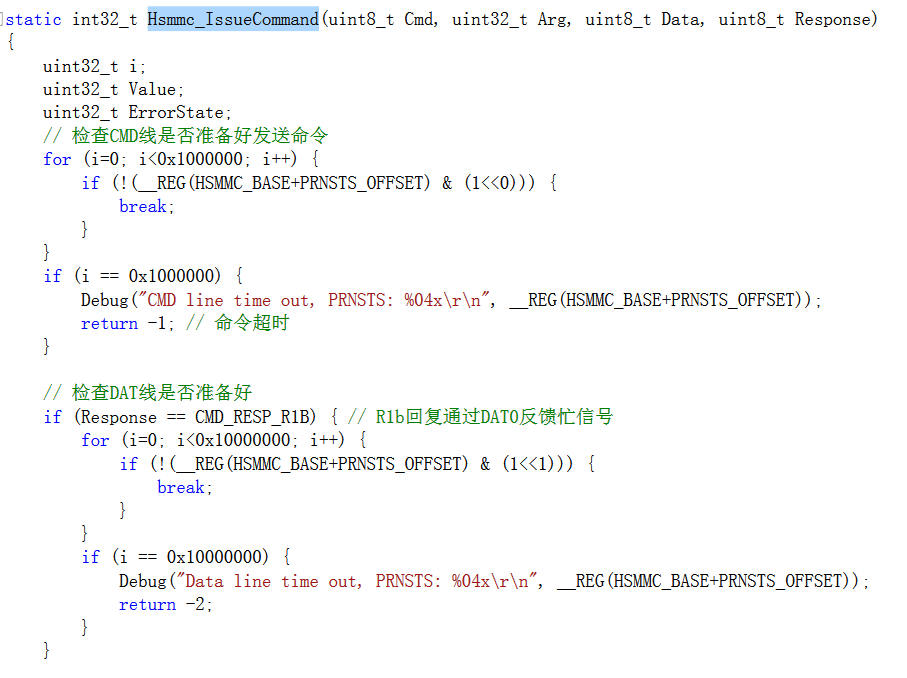 static int32_t Hsmmc_IssueCommand(uint8_t Cmd, uint32_t Arg, uint8_t Data, uint8_t Response)
{
    uint32_t i;
    uint32_t Value;
    uint32_t ErrorState;
    // 检查CMD线是否准备好发送命令
    for (i=0; i<0x1000000; i++) {
        if (!(__REG(HSMMC_BASE+PRNSTS_OFFSET) & (1<<0))) {
            break;
        }
    }
    if (i == 0x1000000) {
        Debug("CMD line time out, PRNSTS: %04x\r\n", __REG(HSMMC_BASE+PRNSTS_OFFSET));
        return -1; // 命令超时
    }

    // 检查DAT线是否准备好
    if (Response == CMD_RESP_R1B) { // R1b回复通过DAT0反馈忙信号
        for (i=0; i<0x10000000; i++) {
            if (!(__REG(HSMMC_BASE+PRNSTS_OFFSET) & (1<<1))) {
                break;
            }
        }
        if (i == 0x10000000) {
            Debug("Data line time out, PRNSTS: %04x\r\n", __REG(HSMMC_BASE+PRNSTS_OFFSET));
            return -2;
        }
    }